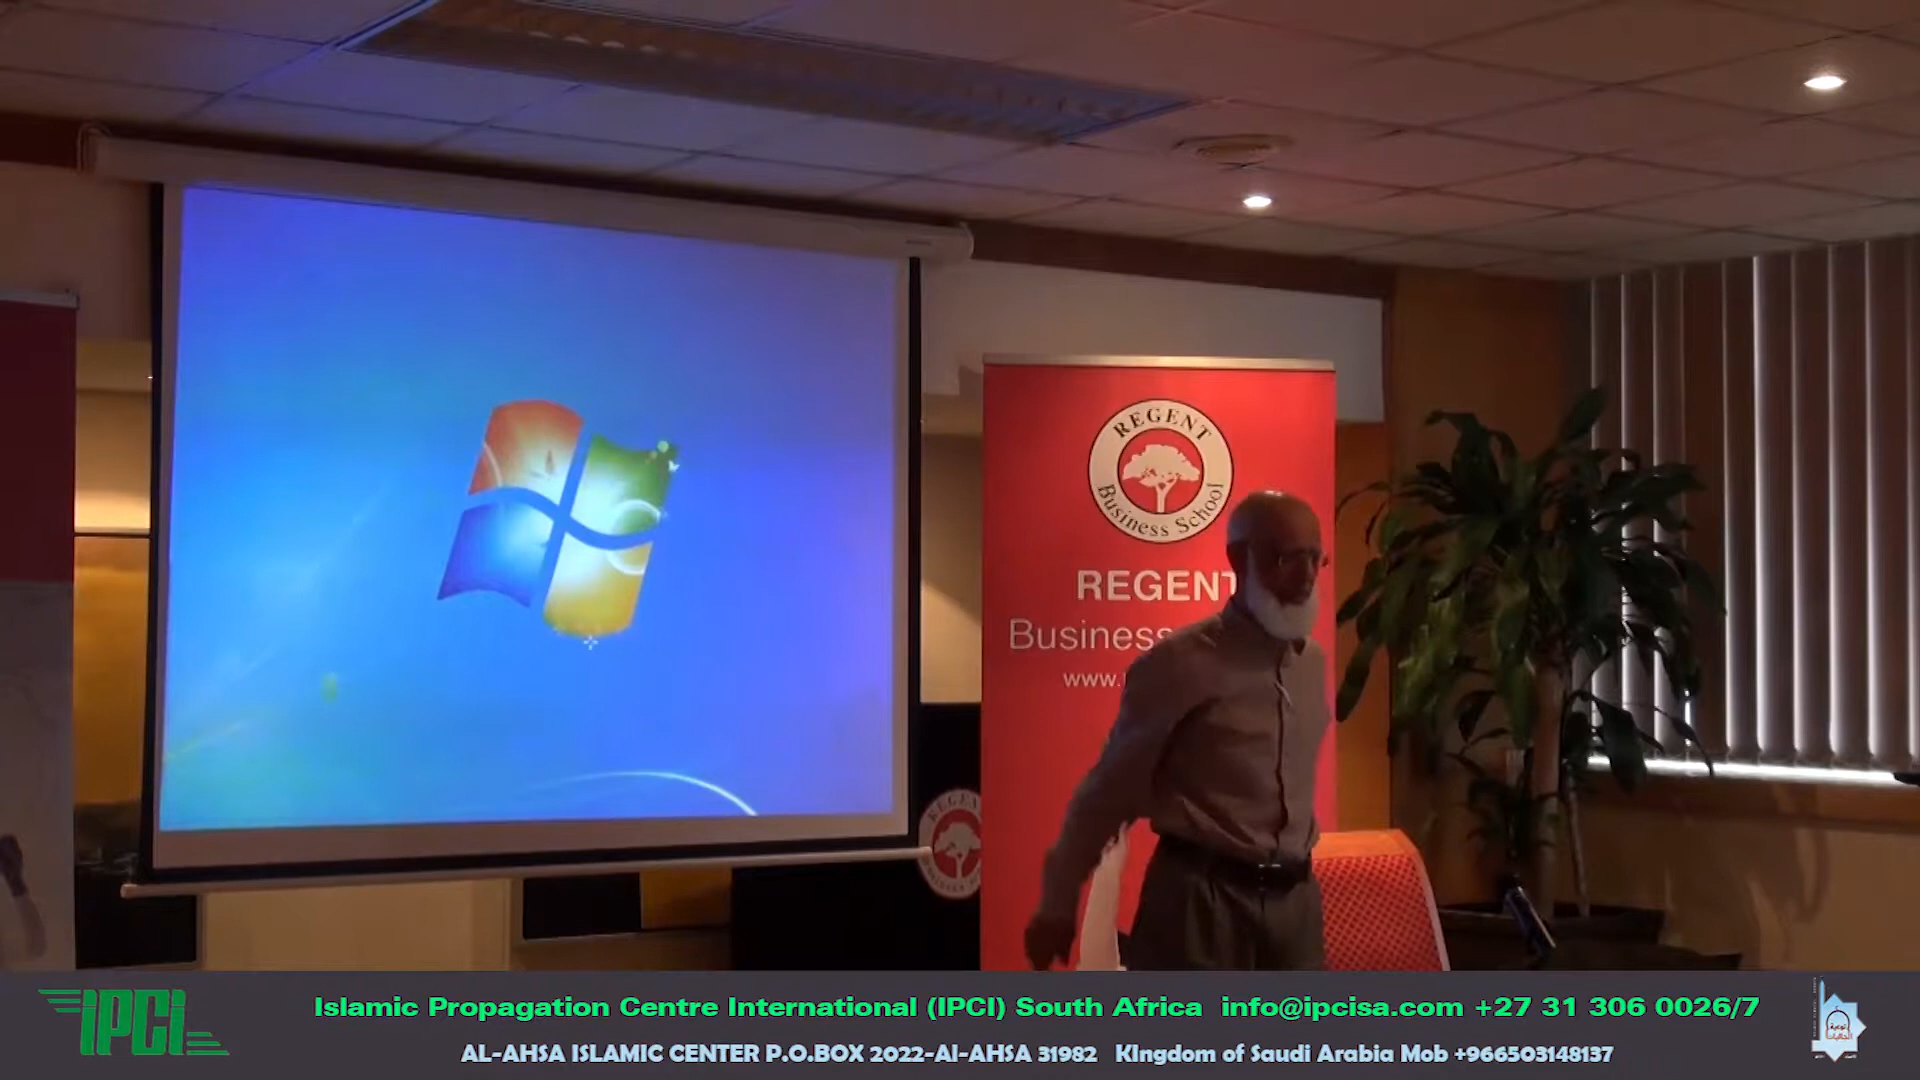 REGENT
Business School
REGENT
Business
www.
REGENT
IPCi
Islamic Propagation Centre International (IPCI) South Africa info@ipcisa.com +27 31 306 0026/7
AL-AHSA ISLAMIC CENTER P.O.BOX 2022-Al-AHSA 31982 KIngdom of Saudi Arabia Mob +966503148137